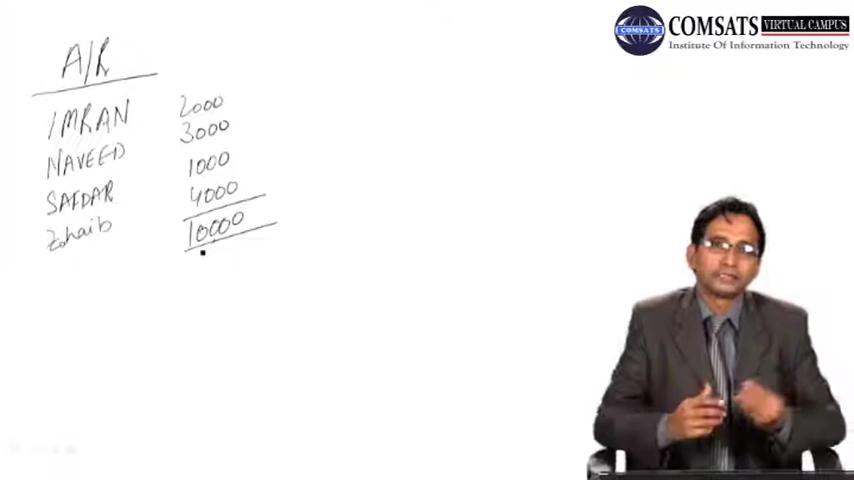 COMSATS VIRTUAL CAMPUS
COMSATS
Institute Of Information Technology
A/R
IMRAN 2000
NAVEED 3000
SAFDAR 1000
Zohaib 4000
10000